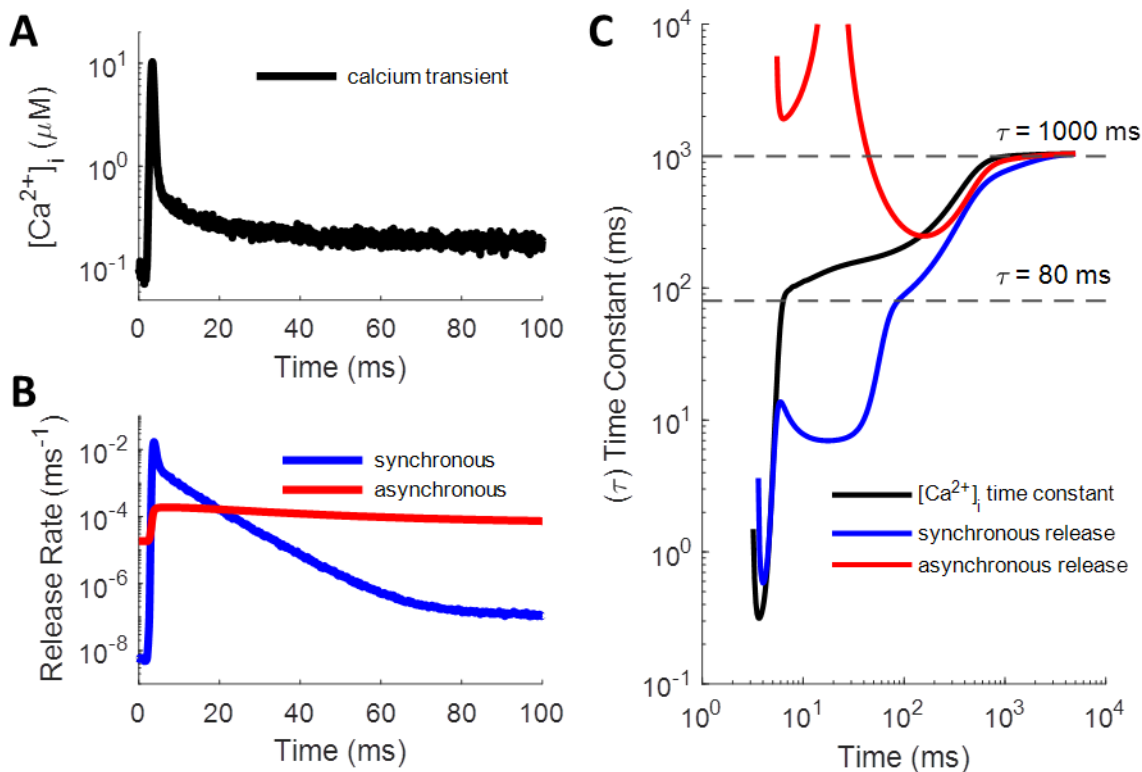 A
10¹
10⁰
10⁻¹
[Ca²⁺]ᵢ (μM)
calcium transient
0 20 40 60 80 100
Time (ms)
B
10⁻²
10⁻⁴
10⁻⁶
10⁻⁸
Release Rate (ms⁻¹)
synchronous
asynchronous
0 20 40 60 80 100
Time (ms)
C
10⁴
10³
10²
10¹
10⁰
10⁻¹
(τ) Time Constant (ms)
τ = 1000 ms
τ = 80 ms
[Ca²⁺]ᵢ time constant
synchronous release
asynchronous release
10⁰ 10¹ 10² 10³ 10⁴
Time (ms)